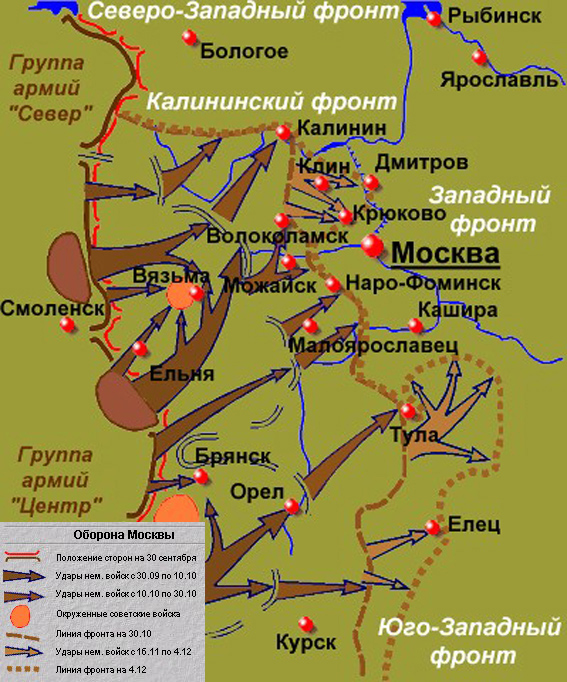 Северо-Западный фронт
Рыбинск
Бологое
Ярославль
Группа
армий
"Север"
Калининский фронт
Калинин
Клин
Дмитров
Западный
фронт
Крюково
Волоколамск
Москва
Вязьма
Можайск
Наро-Фоминск
Смоленск
Кашира
Малоярославец
Ельня
Тула
Группа
армий
"Центр"
Брянск
Орел
Елец
Курск
Юго-Западный
фронт
Оборона Москвы
Положение сторон на 30 сентября
Удары нем. войск с 30.09 по 10.10
Удары нем. войск с 10.10 по 30.10
Окруженные советские войска
Линия фронта на 30.10
Удары нем. войск с 16.11 по 4.12
Линия фронта на 4.12